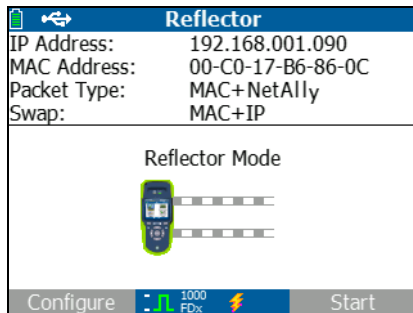 Reflector
IP Address: 192.168.001.090
MAC Address: 00-C0-17-B6-86-0C
Packet Type: MAC+NetAlly
Swap: MAC+IP
Reflector Mode
Configure 1000 FDx Start